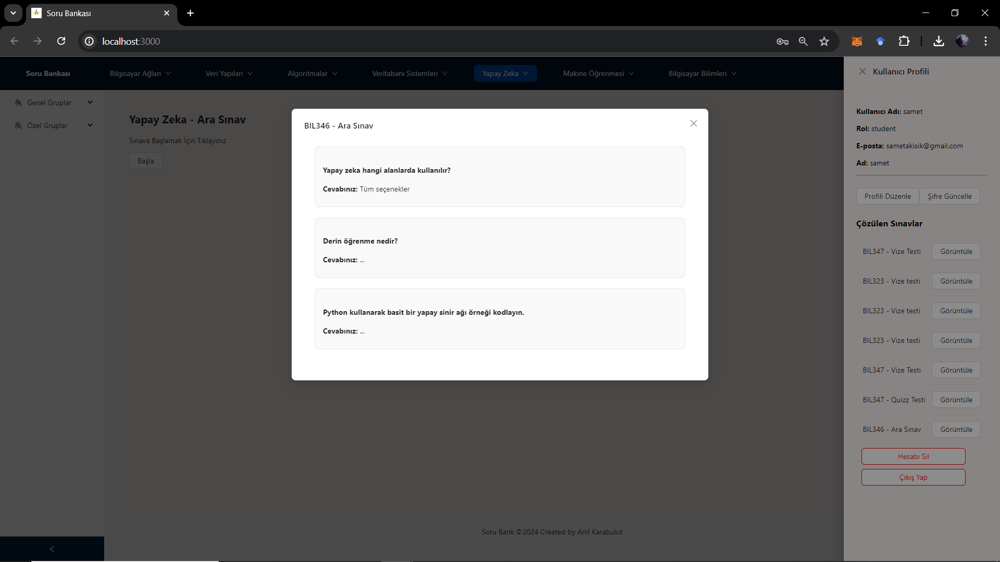 Soru Bankası
localhost:3000
Soru Bankası
Bilgisayar Ağları
Veri Yapıları
Algoritmalar
Veritabanı Sistemleri
Yapay Zeka
Makine Öğrenmesi
Bilgisayar Bilimleri
Genel Gruplar
Özel Gruplar
Yapay Zeka - Ara Sınav
Sınava Başlamak İçin Tıklayınız
Başla
BIL346 - Ara Sınav
Yapay zeka hangi alanlarda kullanılır?
Cevabınız: Tüm seçenekler
Derin öğrenme nedir?
Cevabınız: ...
Python kullanarak basit bir yapay sinir ağı örneği kodlayın.
Cevabınız: ...
Kullanıcı Profili
Kullanıcı Adı: samet
Rol: student
E-posta: sametakisik@gmail.com
Ad: samet
Profili Düzenle
Şifre Güncelle
Çözülen Sınavlar
BIL347 - Vize Testi Görüntüle
BIL323 - Vize testi Görüntüle
BIL323 - Vize testi Görüntüle
BIL323 - Vize testi Görüntüle
BIL347 - Vize Testi Görüntüle
BIL347 - Quizz Testi Görüntüle
BIL346 - Ara Sınav Görüntüle
Hesabı Sil
Çıkış Yap
Soru Bank ©2024 Created by Anıl Karabulut